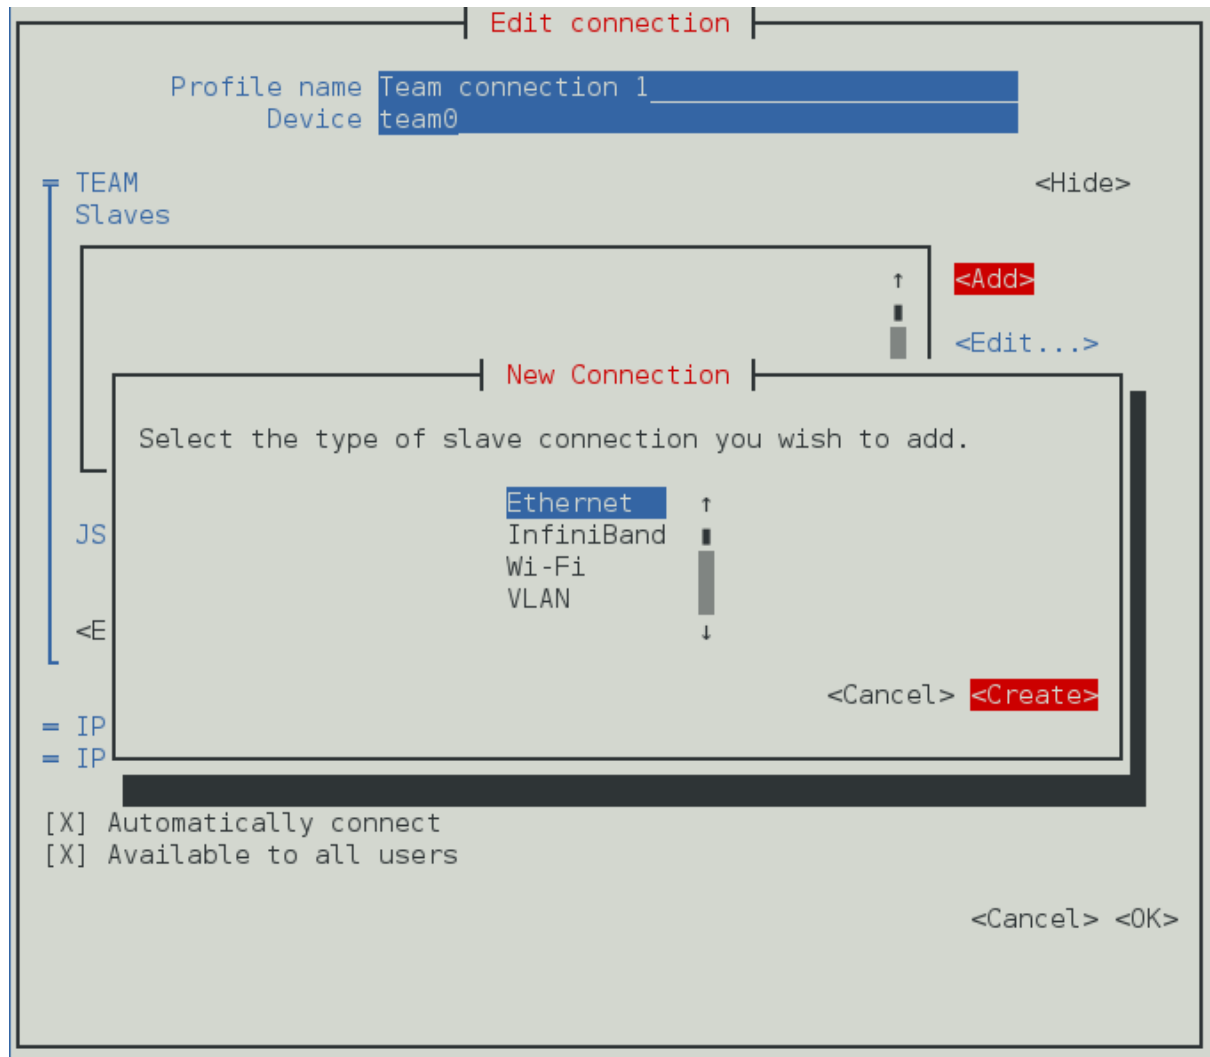 Edit connection
Profile name Team connection 1
Device team0
TEAM <Hide>
Slaves
↑ <Add>
<Edit...>
New Connection
Select the type of slave connection you wish to add.
Ethernet ↑
InfiniBand
Wi-Fi
VLAN
JS
<E ↓
<Cancel> <Create>
= IP
= IP
[X] Automatically connect
[X] Available to all users
<Cancel> <OK>